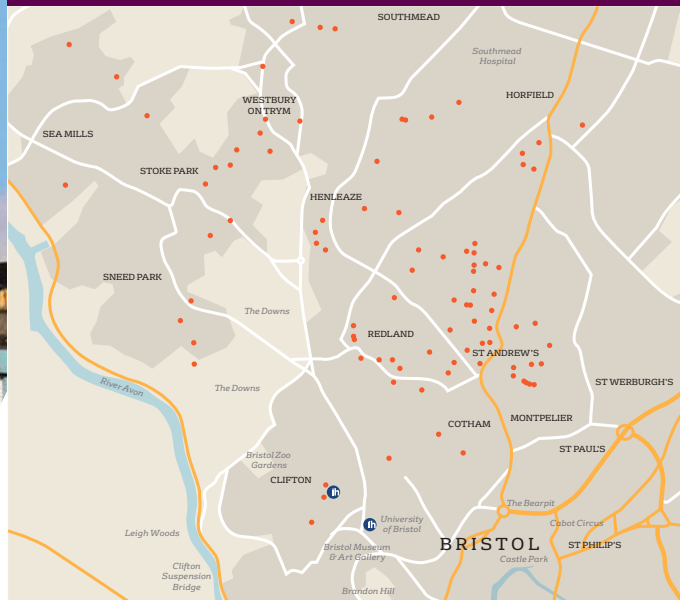 SOUTHMEAD
Southmead
Hospital
WESTBURY
ON TRYM
HORFIELD
SEA MILLS
STOKE PARK
HENLEAZE
SNEED PARK
The Downs
REDLAND
ST ANDREW'S
River Avon
The Downs
ST WERBURGH'S
COTHAM
MONTPELIER
ST PAUL'S
Bristol Zoo
Gardens
CLIFTON
The Bearpit
University
of Bristol
Cabot Circus
Leigh Woods
BRISTOL
ST PHILIP'S
Bristol Museum
& Art Gallery
Castle Park
Clifton
Suspension
Bridge
Brandon Hill